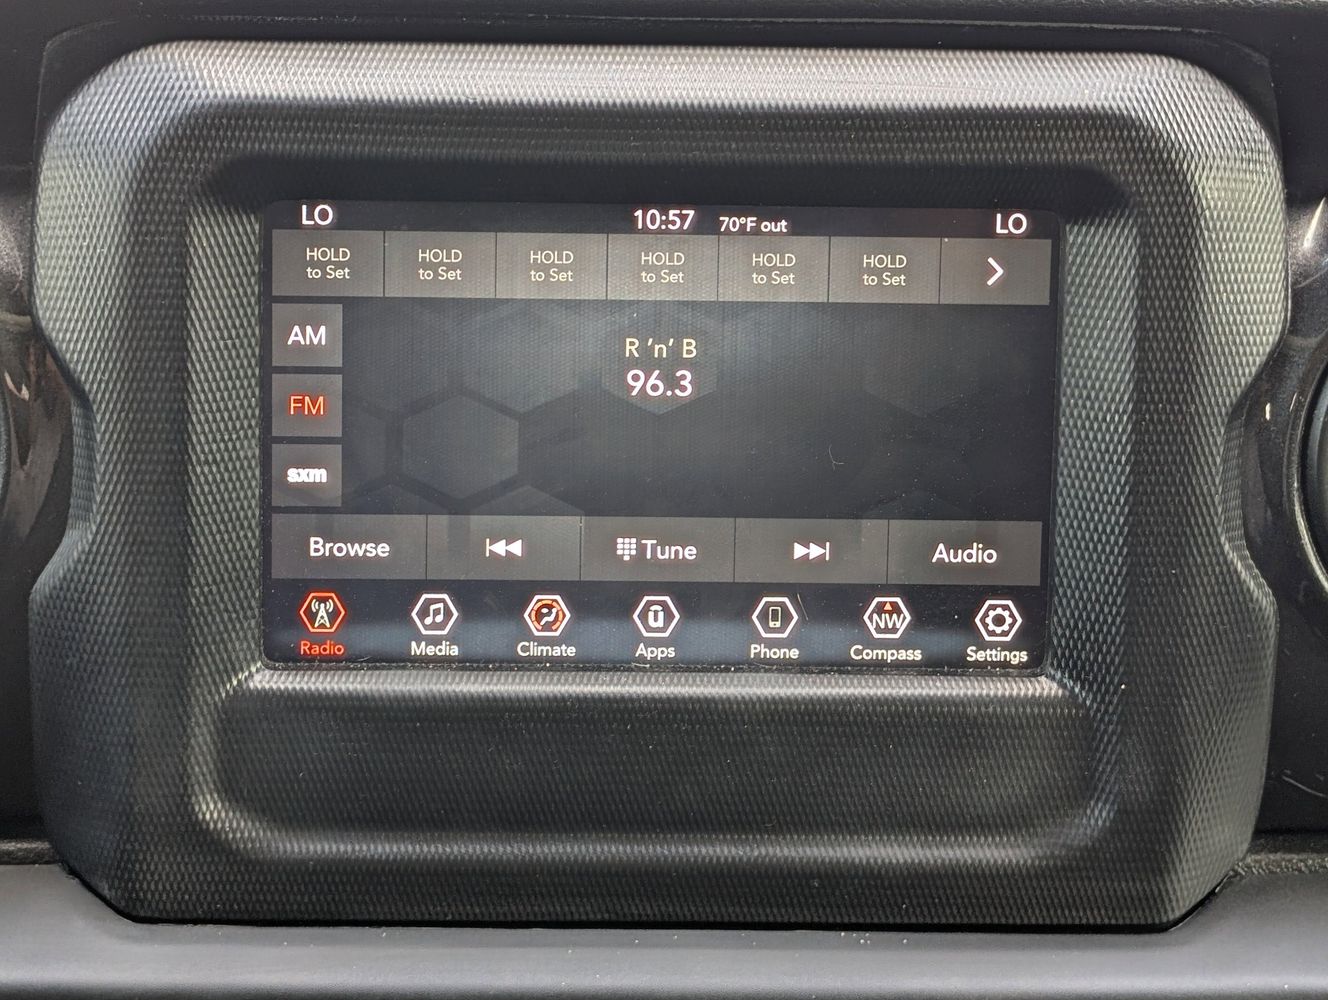 LO
10:57 70°F out
LO
HOLD
to Set
HOLD
to Set
HOLD
to Set
HOLD
to Set
HOLD
to Set
HOLD
to Set
AM
R 'n' B
96.3
FM
sxm
Browse
Tune
Audio
Radio
Media
Climate
Apps
Phone
NW
Compass
Settings